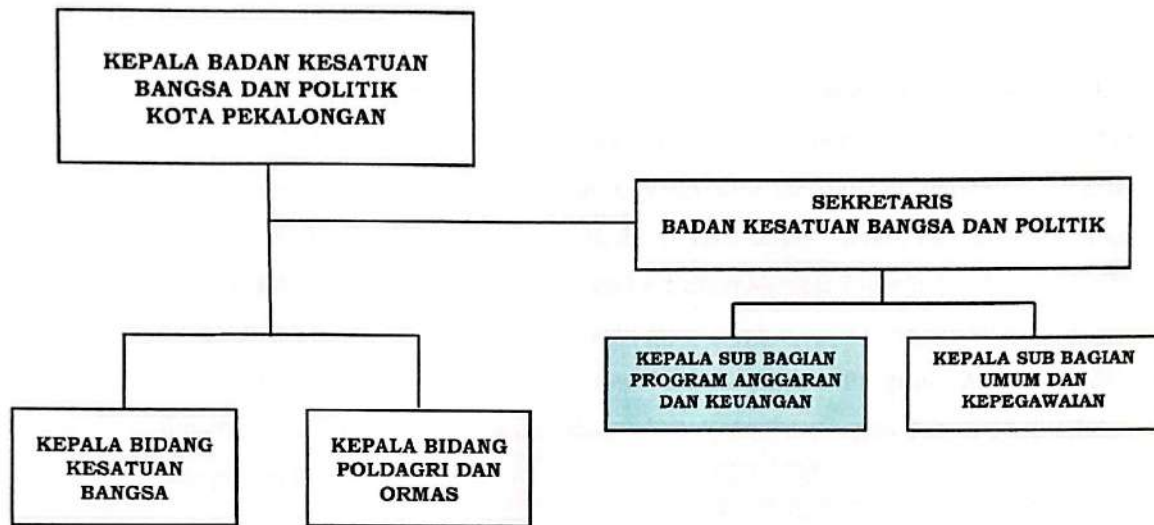 KEPALA BADAN KESATUAN
BANGSA DAN POLITIK
KOTA PEKALONGAN
SEKRETARIS
BADAN KESATUAN BANGSA DAN POLITIK
KEPALA SUB BAGIAN
PROGRAM ANGGARAN
DAN KEUANGAN
KEPALA SUB BAGIAN
UMUM DAN
KEPEGAWAIAN
KEPALA BIDANG
KESATUAN
BANGSA
KEPALA BIDANG
POLDAGRI DAN
ORMAS